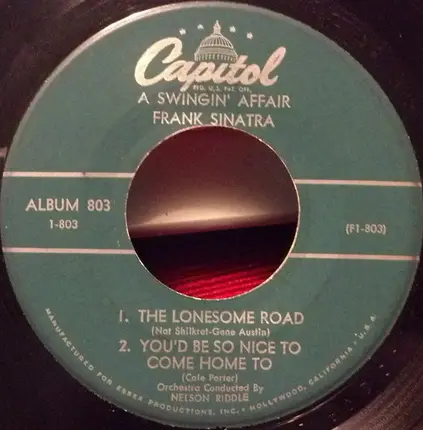 Capitol
REG. U.S. PAT. OFF.
A SWINGIN' AFFAIR
FRANK SINATRA
ALBUM 803
1-803
(F1-803)
1. THE LONESOME ROAD
(Nat Shilkret-Gene Austin)
2. YOU'D BE SO NICE TO
COME HOME TO
(Cole Porter)
Orchestra Conducted By
NELSON RIDDLE
MANUFACTURED FOR ESSEX PRODUCTIONS, INC. • HOLLYWOOD, CALIFORNIA • U.S.A.